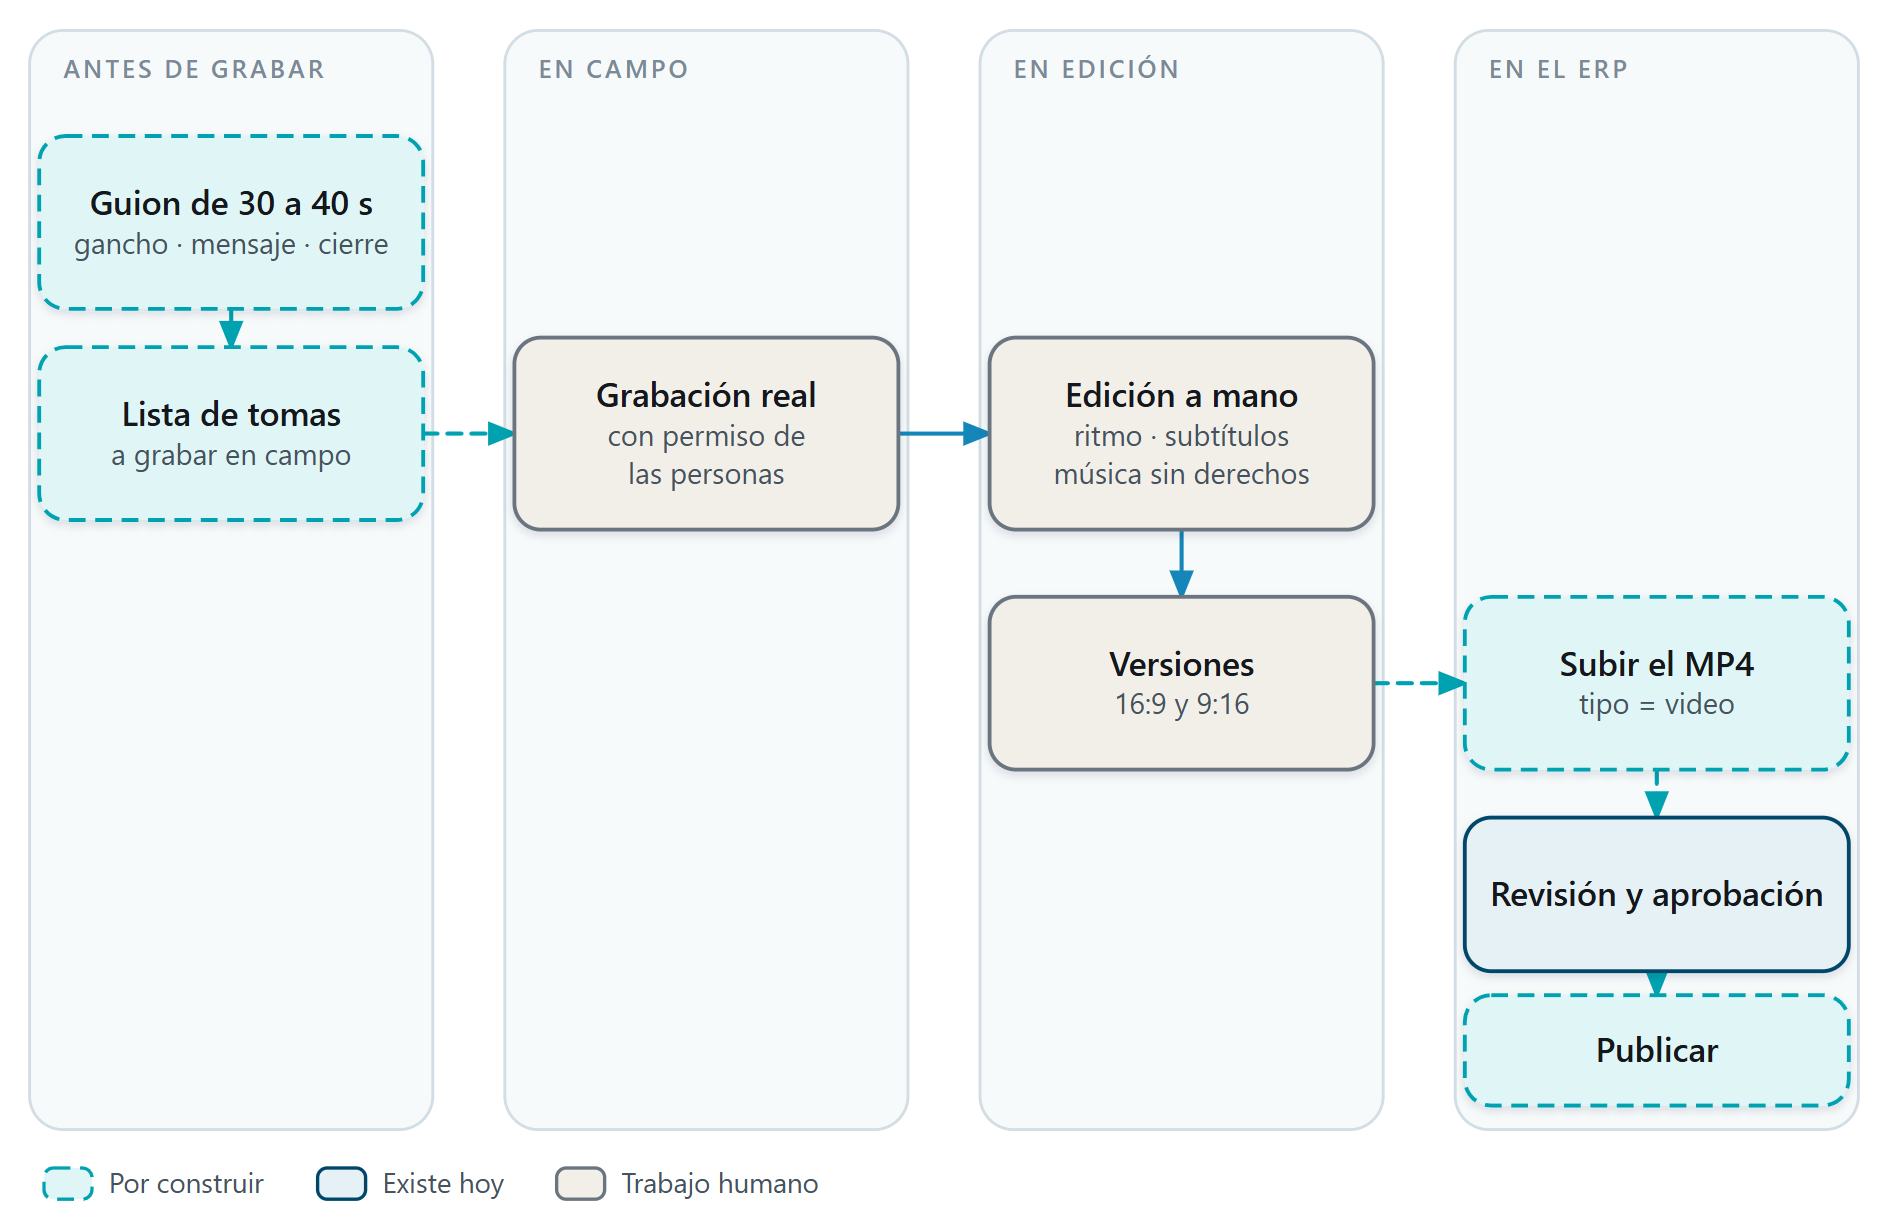 ANTES DE GRABAR
Guion de 30 a 40 s
gancho · mensaje · cierre
Lista de tomas
a grabar en campo
EN CAMPO
Grabación real
con permiso de
las personas
EN EDICIÓN
Edición a mano
ritmo · subtítulos
música sin derechos
Versiones
16:9 y 9:16
EN EL ERP
Subir el MP4
tipo = video
Revisión y aprobación
Publicar
Por construir
Existe hoy
Trabajo humano